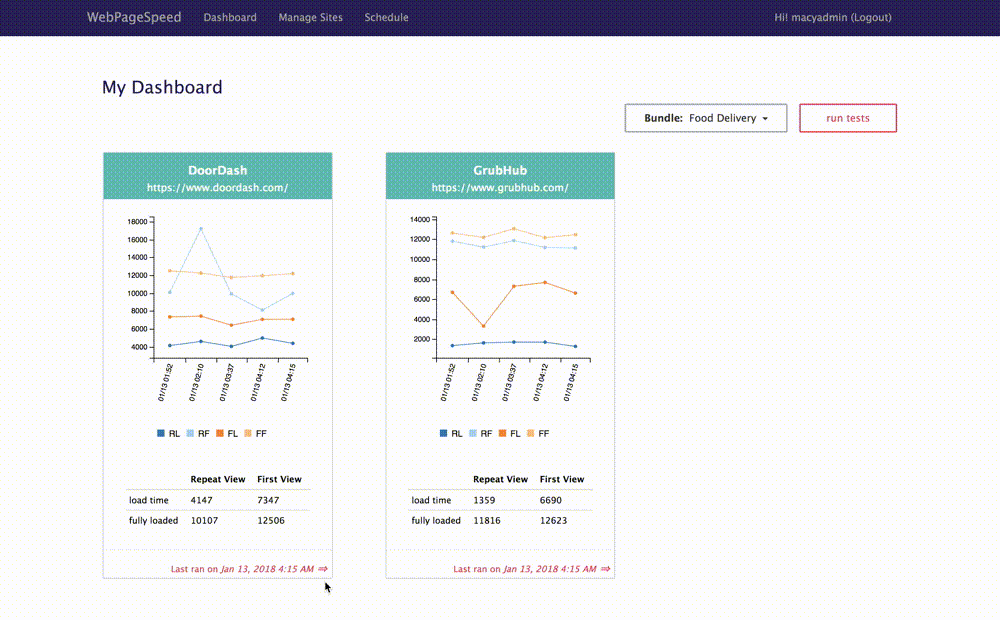 WebPageSpeed Dashboard Manage Sites Schedule Hi! macyadmin (Logout)
My Dashboard
Bundle: Food Delivery run tests
DoorDash
https://www.doordash.com/
18000
16000
14000
12000
10000
8000
6000
4000
01/13 01:52 01/13 02:10 01/13 03:37 01/13 04:12 01/13 04:15
RL RF FL FF
Repeat View First View
load time 4147 7347
fully loaded 10107 12506
Last ran on Jan 13, 2018 4:15 AM ⇒
GrubHub
https://www.grubhub.com/
14000
12000
10000
8000
6000
4000
2000
01/13 01:52 01/13 02:10 01/13 03:37 01/13 04:12 01/13 04:15
RL RF FL FF
Repeat View First View
load time 1359 6690
fully loaded 11816 12623
Last ran on Jan 13, 2018 4:15 AM ⇒